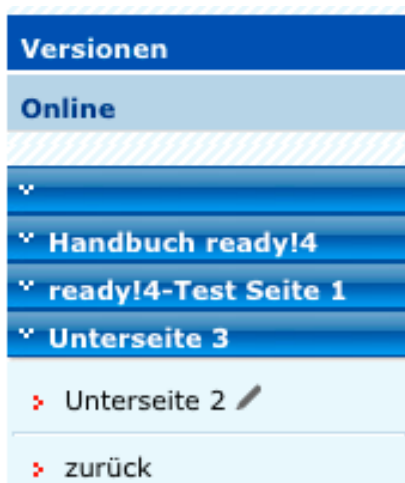 Versionen
Online
Handbuch ready!4
ready!4-Test Seite 1
Unterseite 3
Unterseite 2
zurück